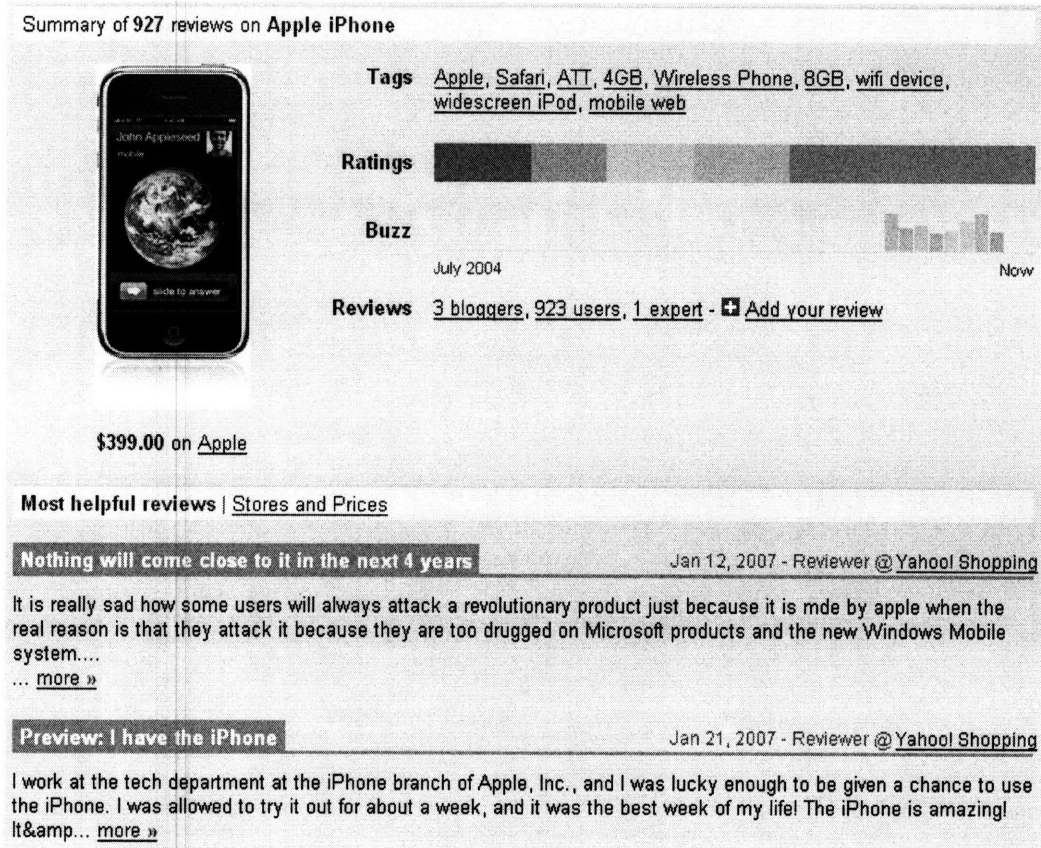 Summary of 927 reviews on Apple iPhone
John Appleseed
mobile
slide to answer
$399.00 on Apple
Tags Apple, Safari, ATT, 4GB, Wireless Phone, 8GB, wifi device,
widescreen iPod, mobile web
Ratings
Buzz
July 2004 Now
Reviews 3 bloggers, 923 users, 1 expert - Add your review
Most helpful reviews | Stores and Prices
Nothing will come close to it in the next 4 years Jan 12, 2007 - Reviewer @ Yahoo! Shopping
It is really sad how some users will always attack a revolutionary product just because it is mde by apple when the
real reason is that they attack it because they are too drugged on Microsoft products and the new Windows Mobile
system....
... more »
Preview: I have the iPhone Jan 21, 2007 - Reviewer @ Yahoo! Shopping
I work at the tech department at the iPhone branch of Apple, Inc., and I was lucky enough to be given a chance to use
the iPhone. I was allowed to try it out for about a week, and it was the best week of my life! The iPhone is amazing!
It&amp... more »